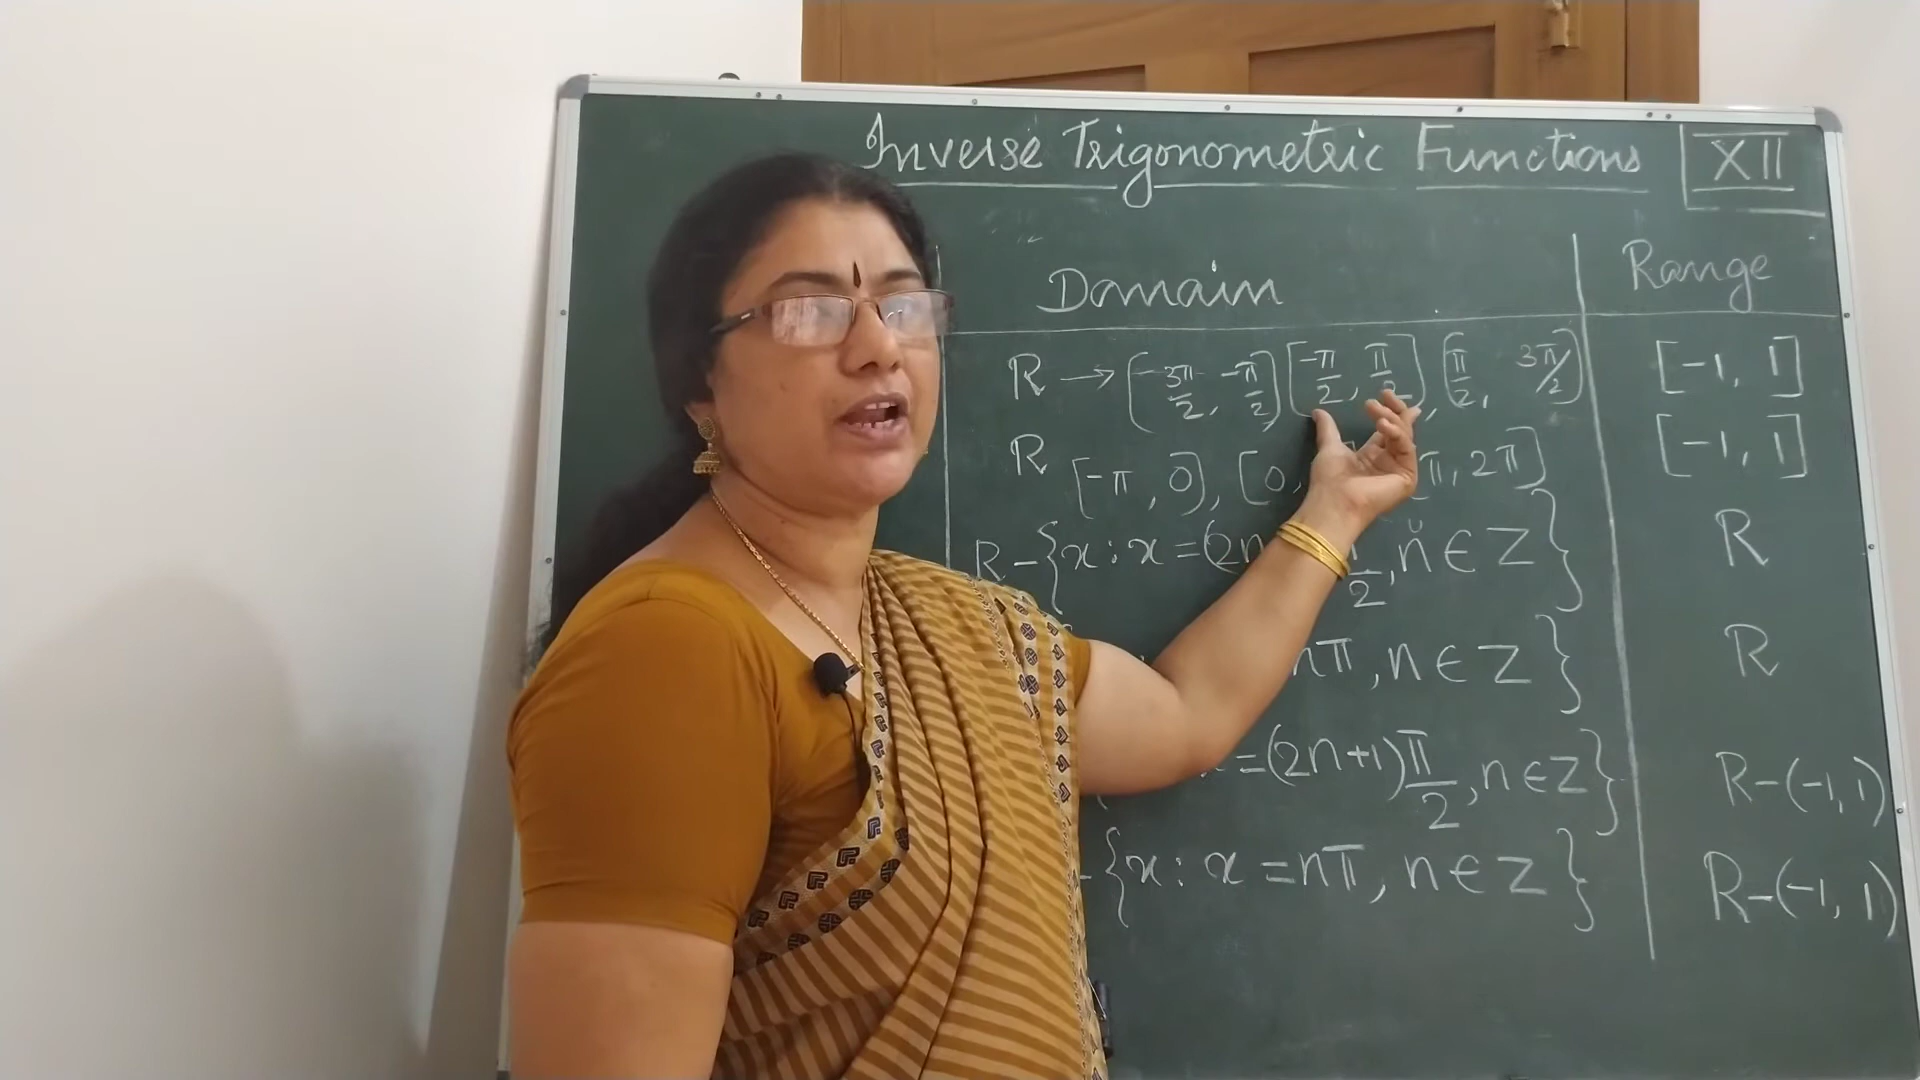 Inverse Trigonometric Functions XII
Domain Range
R → [-3π/2, -π/2] [-π/2, π/2], [π/2, 3π/2] [-1, 1]
R [-π, 0], [0, π, 2π] [-1, 1]
R - {x : x = (2n 2, n ∈ Z} R
nπ, n ∈ Z} R
= (2n+1)π/2, n ∈ Z} R-(-1, 1)
- {x : x = nπ, n ∈ Z} R-(-1, 1)